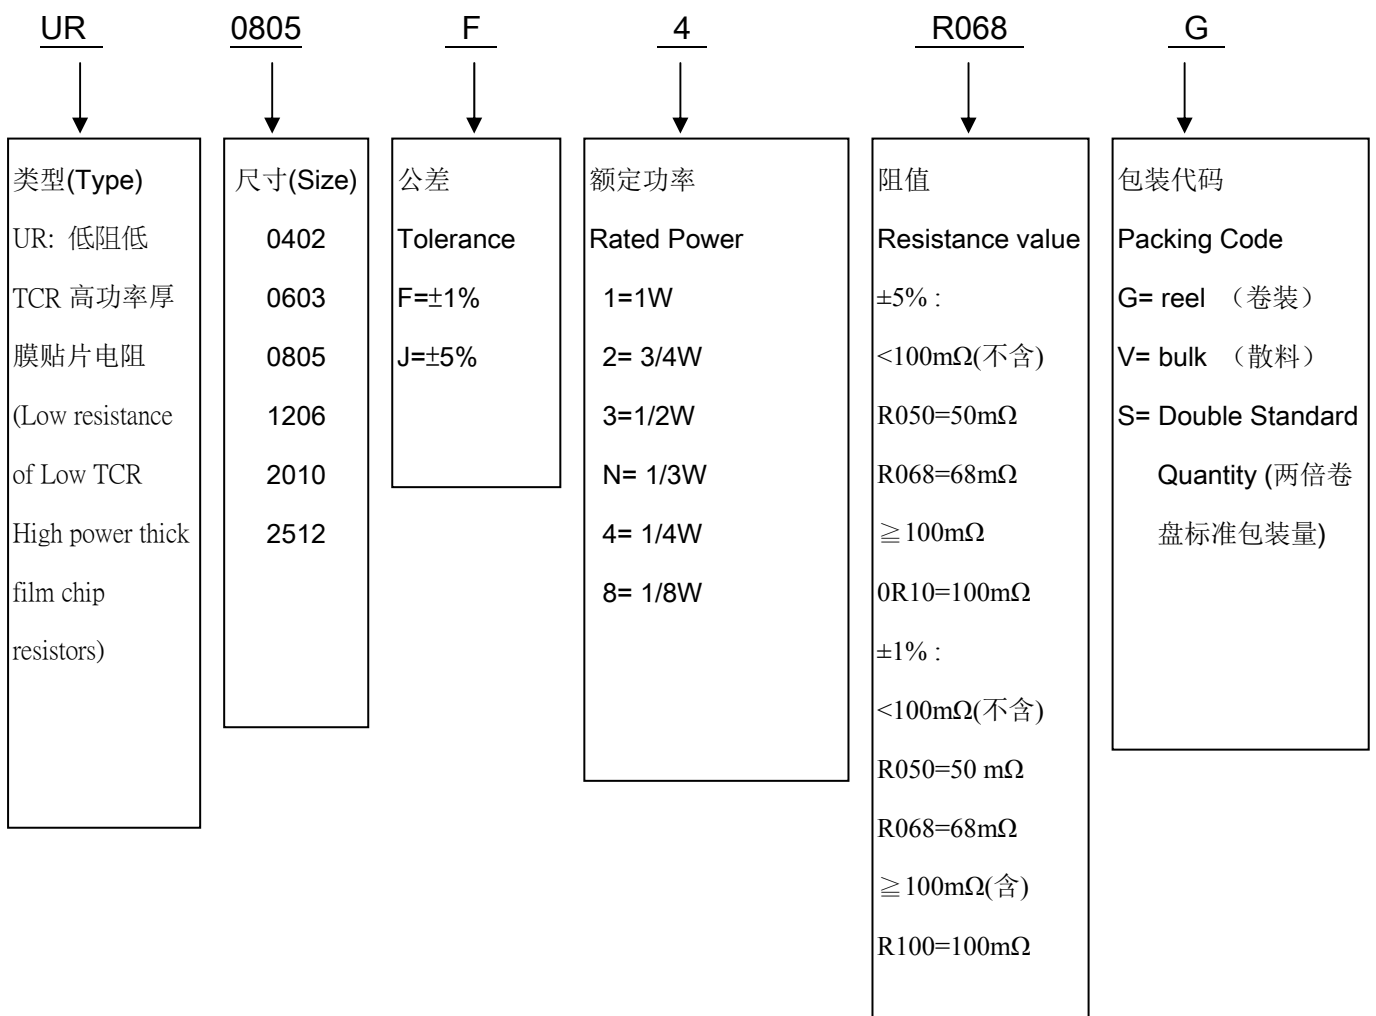 UR 0805 F 4 R068 G
类型(Type)
UR: 低阻低
TCR 高功率厚
膜贴片电阻
(Low resistance
of Low TCR
High power thick
film chip
resistors)
尺寸(Size)
0402
0603
0805
1206
2010
2512
公差
Tolerance
F=±1%
J=±5%
额定功率
Rated Power
1=1W
2= 3/4W
3=1/2W
N= 1/3W
4= 1/4W
8= 1/8W
阻值
Resistance value
±5% :
<100mΩ(不含)
R050=50mΩ
R068=68mΩ
≧100mΩ
0R10=100mΩ
±1% :
<100mΩ(不含)
R050=50 mΩ
R068=68mΩ
≧100mΩ(含)
R100=100mΩ
包装代码
Packing Code
G= reel （卷装）
V= bulk （散料）
S= Double Standard
Quantity (两倍卷
盘标准包装量)